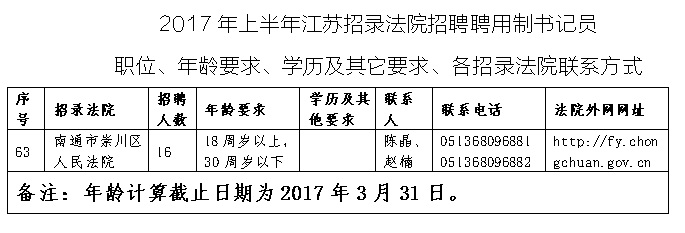 2017年上半年江苏招录法院招聘聘用制书记员
职位、年龄要求、学历及其它要求、各招录法院联系方式
序号 招录法院 招聘人数 年龄要求 学历及其他要求 联系人 联系电话 法院外网网址
63 南通市崇川区人民法院 16 18周岁以上，30周岁以下 陈晶、赵楠 051368096881 051368096882 http://fy.chongchuan.gov.cn
备注：年龄计算截止日期为2017年3月31日。